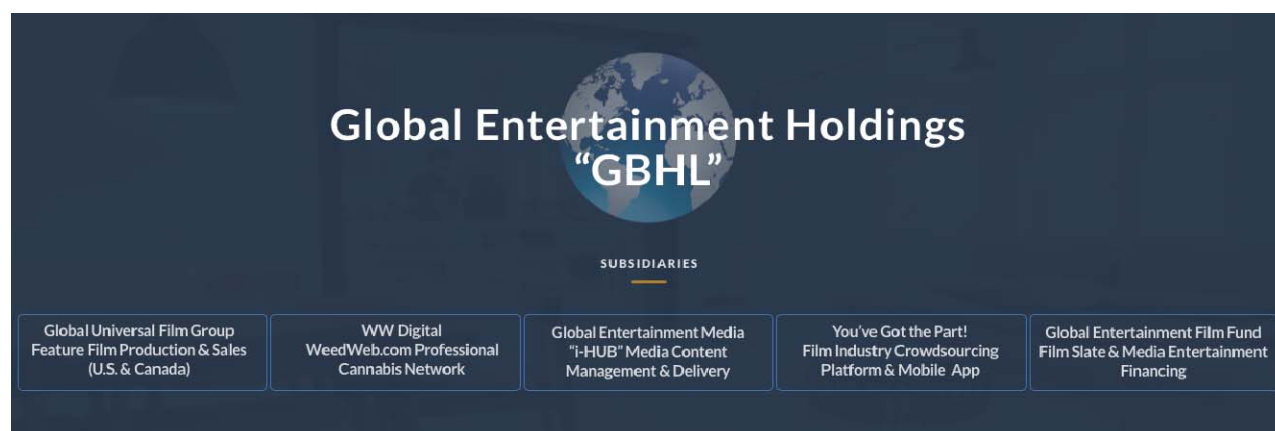 Global Entertainment Holdings
“GBHL”
SUBSIDIARIES
Global Universal Film Group
Feature Film Production & Sales
(U.S. & Canada)
WW Digital
WeedWeb.com Professional
Cannabis Network
Global Entertainment Media
“i-HUB” Media Content
Management & Delivery
You’ve Got the Part!
Film Industry Crowdsourcing
Platform & Mobile App
Global Entertainment Film Fund
Film Slate & Media Entertainment
Financing